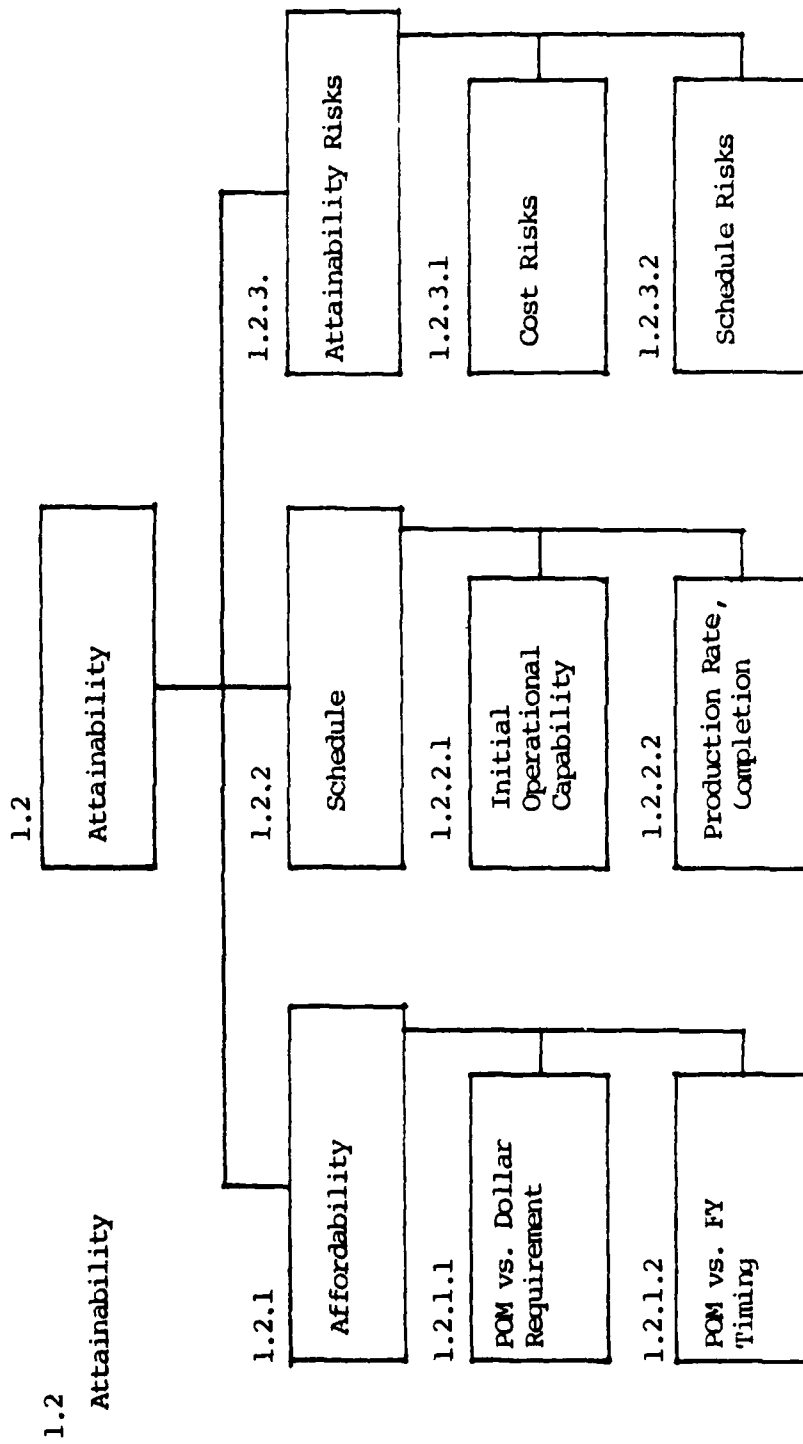 1.2
Attainability
1.2
Attainability
1.2.1
Affordability
1.2.2
Schedule
1.2.3.
Attainability Risks
1.2.1.1
POM vs. Dollar
Requirement
1.2.2.1
Initial
Operational
Capability
1.2.3.1
Cost Risks
1.2.1.2
POM vs. FY
Timing
1.2.2.2
Production Rate,
Completion
1.2.3.2
Schedule Risks